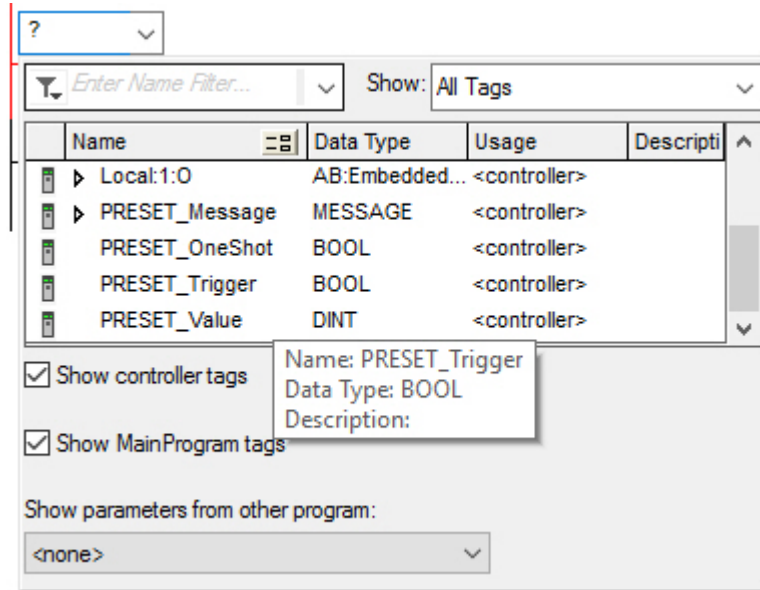 ?
Enter Name Filter... Show: All Tags
Name Data Type Usage Descripti
Local:1:O AB:Embedded... <controller>
PRESET_Message MESSAGE <controller>
PRESET_OneShot BOOL <controller>
PRESET_Trigger BOOL <controller>
PRESET_Value DINT <controller>
Name: PRESET_Trigger
Data Type: BOOL
Description:
Show controller tags
Show MainProgram tags
Show parameters from other program:
<none>